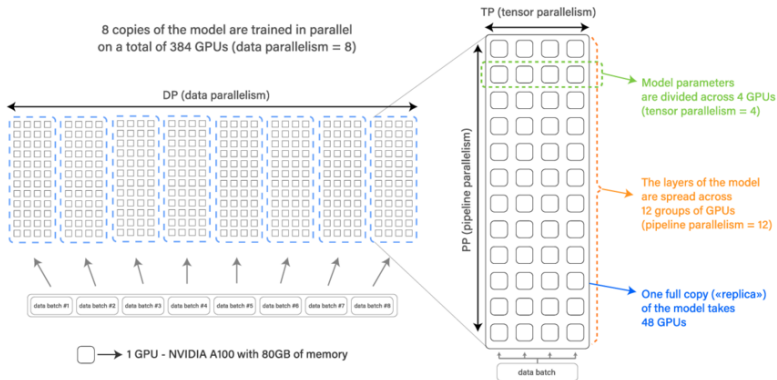 8 copies of the model are trained in parallel
on a total of 384 GPUs (data parallelism = 8)
DP (data parallelism)
data batch #1
data batch #2
data batch #3
data batch #4
data batch #5
data batch #6
data batch #7
data batch #8
1 GPU - NVIDIA A100 with 80GB of memory
TP (tensor parallelism)
PP (pipeline parallelism)
data batch
Model parameters
are divided across 4 GPUs
(tensor parallelism = 4)
The layers of the model
are spread across
12 groups of GPUs
(pipeline parallelism = 12)
One full copy («replica»)
of the model takes
48 GPUs